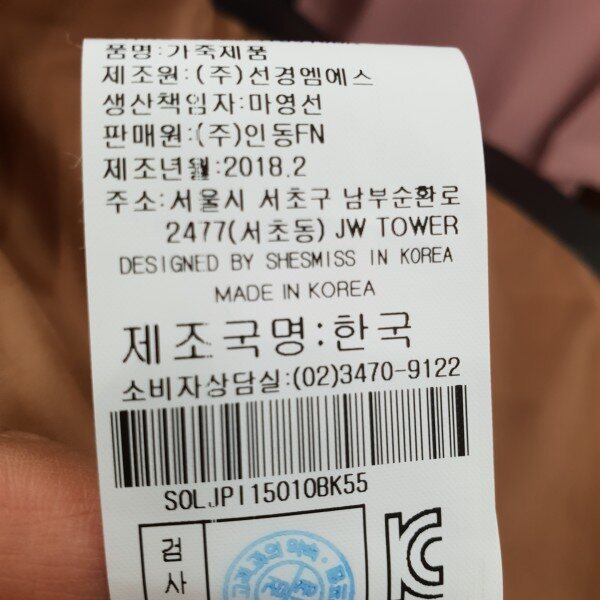 품명:가죽제품
제조원:(주)선경엠에스
생산책임자:마영선
판매원:(주)인동FN
제조년월:2018.2
주소:서울시 서초구 남부순환로
2477(서초동) JW TOWER
DESIGNED BY SHESMISS IN KOREA
MADE IN KOREA
제조국명:한국
소비자상담실:(02)3470-9122
SOLJPI15010BK55
검
사